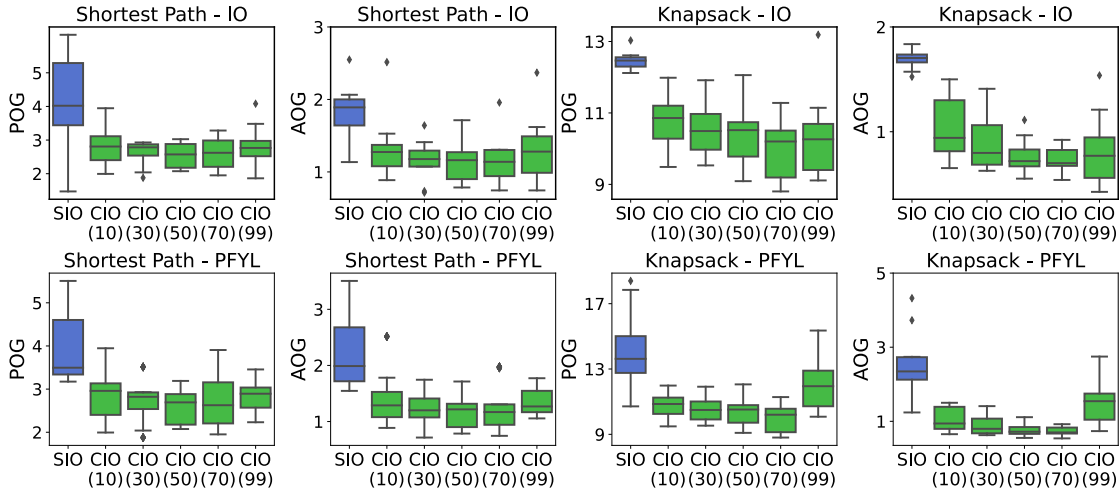 Shortest Path - IO
POG
5
4
3
2
SIO CIO CIO CIO CIO CIO
(10) (30) (50) (70) (99)
Shortest Path - IO
AOG
3
2
1
SIO CIO CIO CIO CIO CIO
(10) (30) (50) (70) (99)
Knapsack - IO
POG
13
11
9
SIO CIO CIO CIO CIO CIO
(10) (30) (50) (70) (99)
Knapsack - IO
AOG
2
1
SIO CIO CIO CIO CIO CIO
(10) (30) (50) (70) (99)
Shortest Path - PFYL
POG
5
4
3
2
SIO CIO CIO CIO CIO CIO
(10) (30) (50) (70) (99)
Shortest Path - PFYL
AOG
3
2
1
SIO CIO CIO CIO CIO CIO
(10) (30) (50) (70) (99)
Knapsack - PFYL
POG
17
13
9
SIO CIO CIO CIO CIO CIO
(10) (30) (50) (70) (99)
Knapsack - PFYL
AOG
5
3
1
SIO CIO CIO CIO CIO CIO
(10) (30) (50) (70) (99)